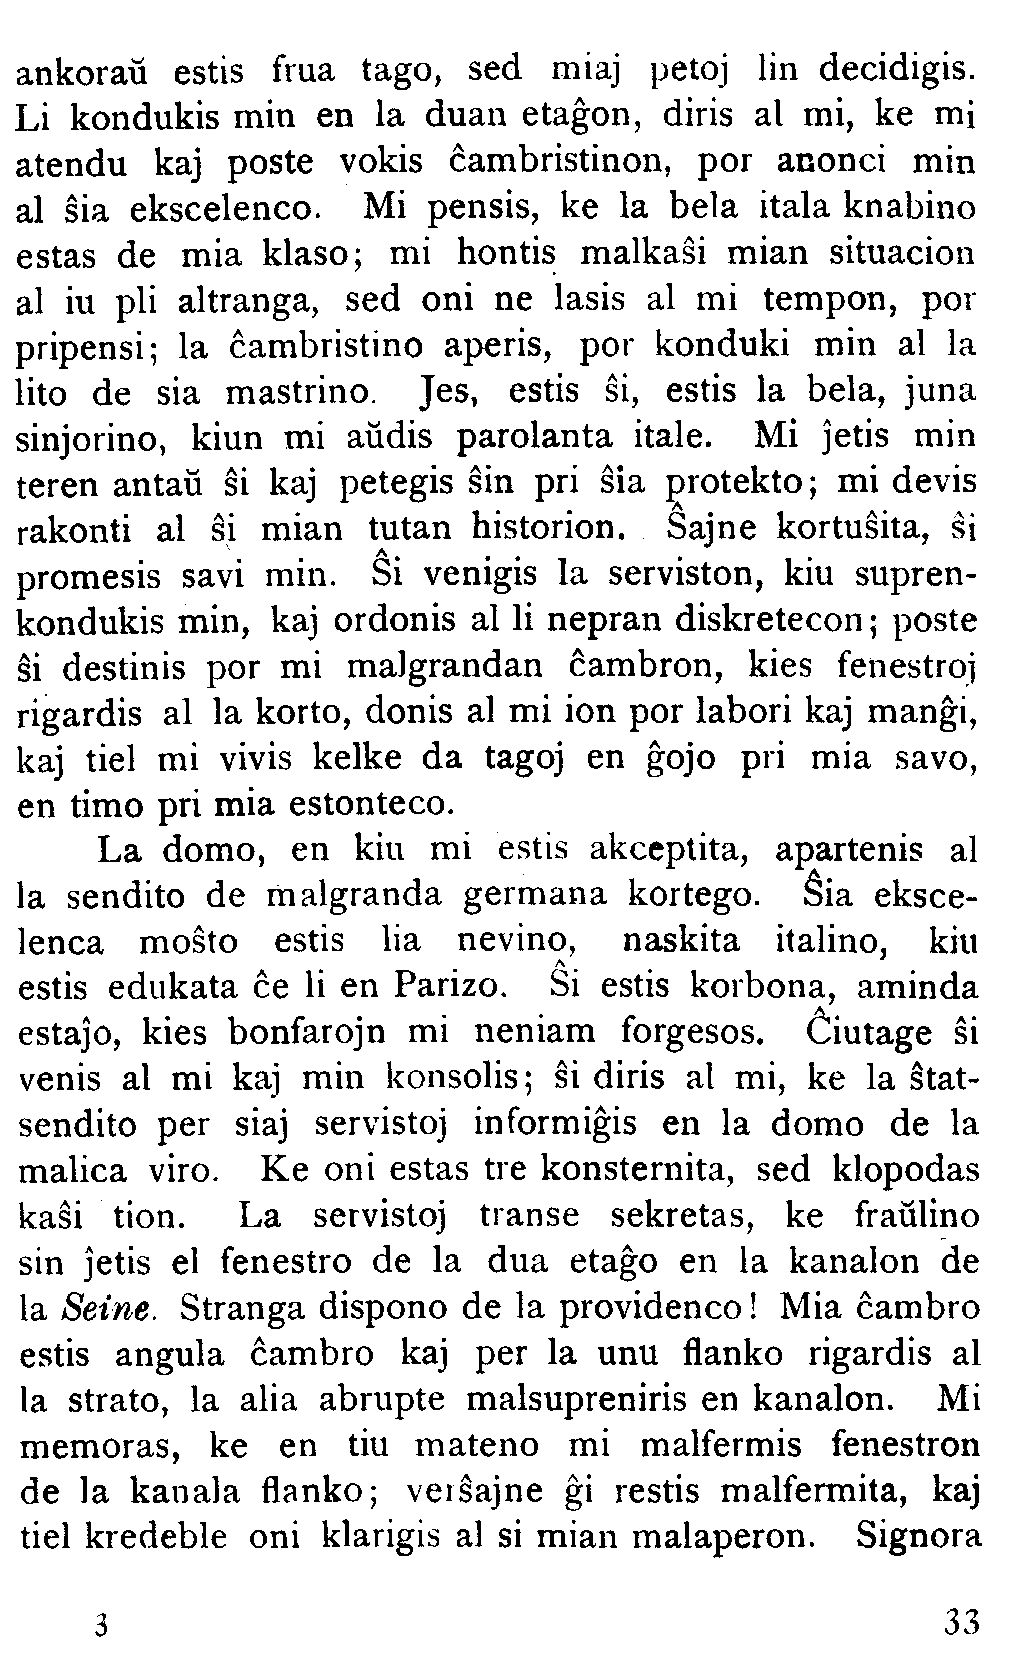 ankoraŭ estis frua tago, sed miaj petoj lin decidigis.
Li kondukis min en la duan etaĝon, diris al mi, ke mi
atendu kaj poste vokis ĉambristinon, por anonci min
al ŝia ekscelenco. Mi pensis, ke la bela itala knabino
estas de mia klaso; mi hontis malkaŝi mian situacion
al iu pli altranga, sed oni ne lasis al mi tempon, por
pripensi; la ĉambristino aperis, por konduki min al la
lito de sia mastrino. Jes, estis ŝi, estis la bela, juna
sinjorino, kiun mi aŭdis parolanta itale. Mi ĵetis min
teren antaŭ ŝi kaj petegis ŝin pri ŝia protekto; mi devis
rakonti al ŝi mian tutan historion. Ŝajne kortuŝita, ŝi
promesis savi min. Ŝi venigis la serviston, kiu supren-
kondukis min, kaj ordonis al li nepran diskretecon; poste
ŝi destinis por mi malgrandan ĉambron, kies fenestroj
rigardis al la korto, donis al mi ion por labori kaj manĝi,
kaj tiel mi vivis kelke da tagoj en ĝojo pri mia savo,
en timo pri mia estonteco.
La domo, en kiu mi estis akceptita, apartenis al
la sendito de malgranda germana kortego. Ŝia eksce-
lenca moŝto estis lia nevino, naskita italino, kiu
estis edukata ĉe li en Parizo. Ŝi estis korbona, aminda
estaĵo, kies bonfarojn mi neniam forgesos. Ĉiutage ŝi
venis al mi kaj min konsolis; ŝi diris al mi, ke la ŝtat-
sendito per siaj servistoj informiĝis en la domo de la
malica viro. Ke oni estas tre konsternita, sed klopodas
kaŝi tion. La servistoj transe sekretas, ke fraŭlino
sin ĵetis el fenestro de la dua etaĝo en la kanalon de
la Seine. Stranga dispono de la providenco! Mia ĉambro
estis angula ĉambro kaj per la unu flanko rigardis al
la strato, la alia abrupte malsupreniris en kanalon. Mi
memoras, ke en tiu mateno mi malfermis fenestron
de la kanala flanko; verŝajne ĝi restis malfermita, kaj
tiel kredeble oni klarigis al si mian malaperon. Signora
3 33